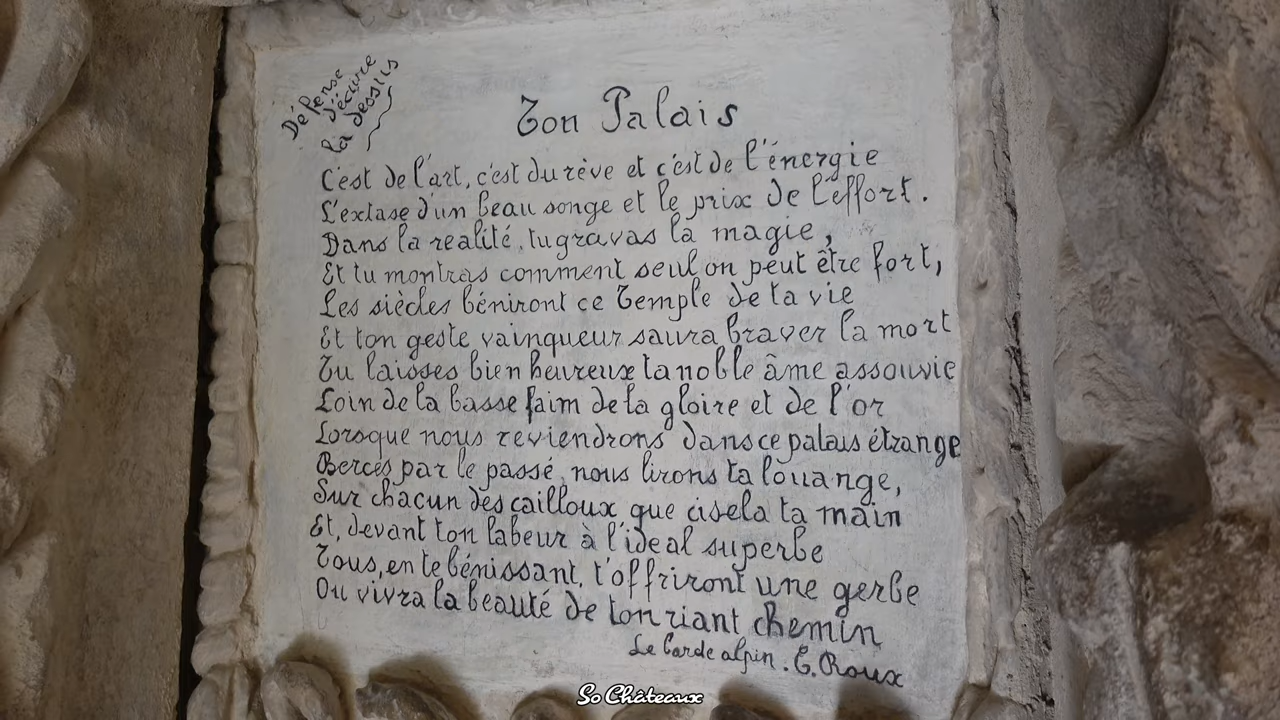 Défense
d'écrire
là dessus
Ton Palais
C'est de l'art, c'est du rêve et c'est de l'énergie
L'extase d'un beau songe et le prix de l'effort.
Dans la realité, tu gravas la magie,
Et tu montras comment seul on peut être fort,
Les siècles béniront ce Temple de ta vie
Et ton geste vainqueur saura braver la mort
Tu laisses bien heureux ta noble âme assouvie
Loin de la basse faim de la gloire et de l'or
Lorsque nous reviendrons dans ce palais étrange
Bercés par le passé, nous lirons ta louange,
Sur chacun des cailloux que cisela ta main
Et, devant ton labeur à l'ideal superbe
Tous, en te bénissant, t'offriront une gerbe
Ou vivra la beauté de ton riant chemin
Le barde alpin. E. Roux
So Châteaux